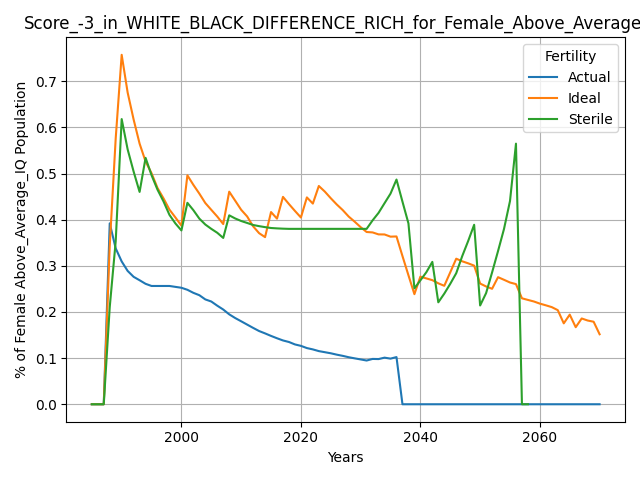 Score_-3_in_WHITE_BLACK_DIFFERENCE_RICH_for_Female_Above_Average
% of Female Above_Average_IQ Population
0.7
0.6
0.5
0.4
0.3
0.2
0.1
0.0
Fertility
Actual
Ideal
Sterile
2000
2020
2040
2060
Years